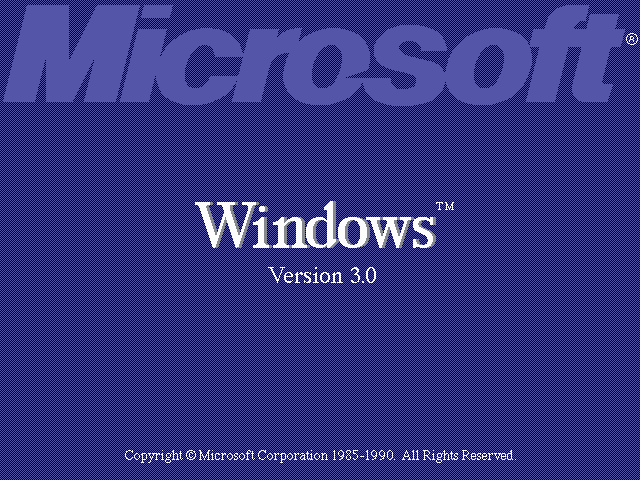 Microsoft®
Windows™
Version 3.0
Copyright © Microsoft Corporation 1985-1990. All Rights Reserved.